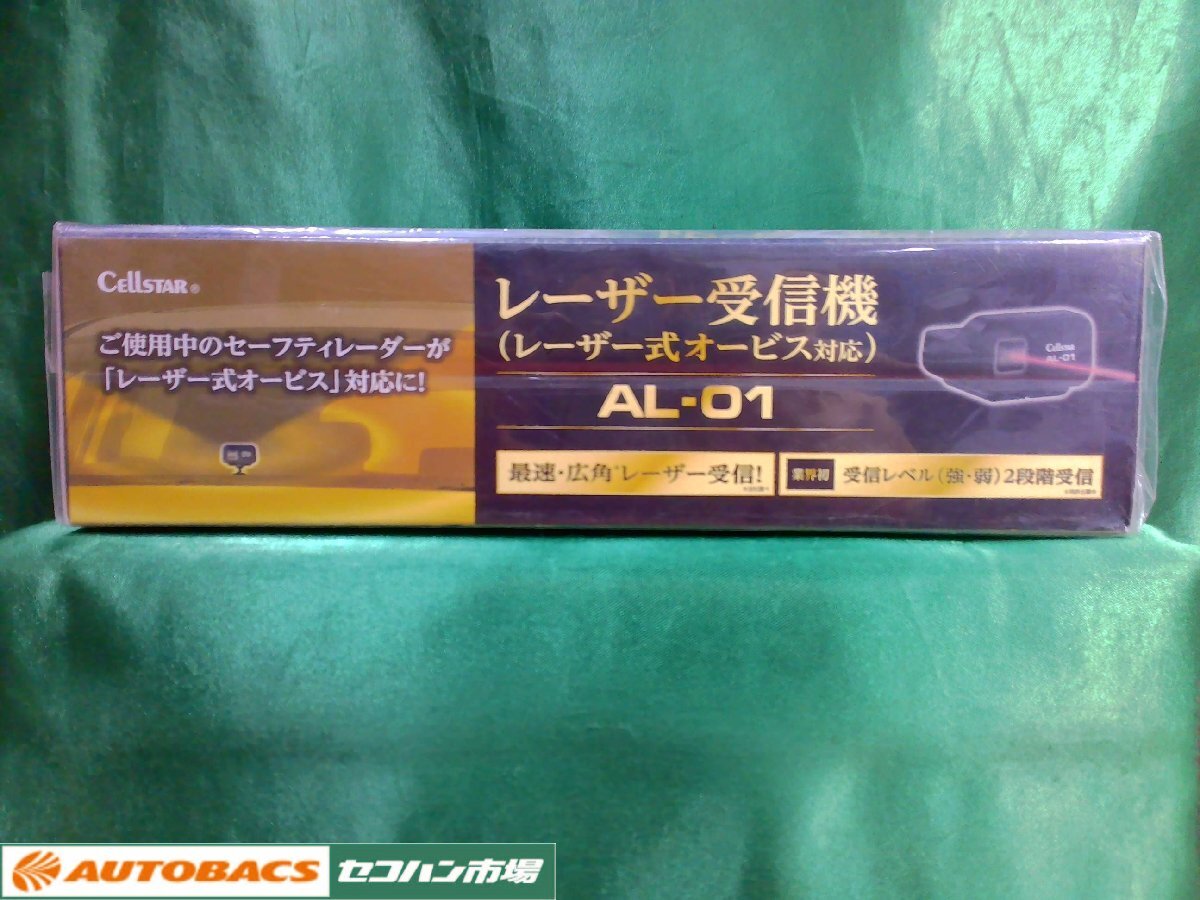 CELLSTAR®
ご使用中のセーフティレーダーが
「レーザー式オービス」対応に!
レーザー受信機
(レーザー式オービス対応)
AL-01
Cellstar
AL-01
最速・広角*レーザー受信!
業界初 受信レベル(強・弱)2段階受信
AUTOBACS セコハン市場